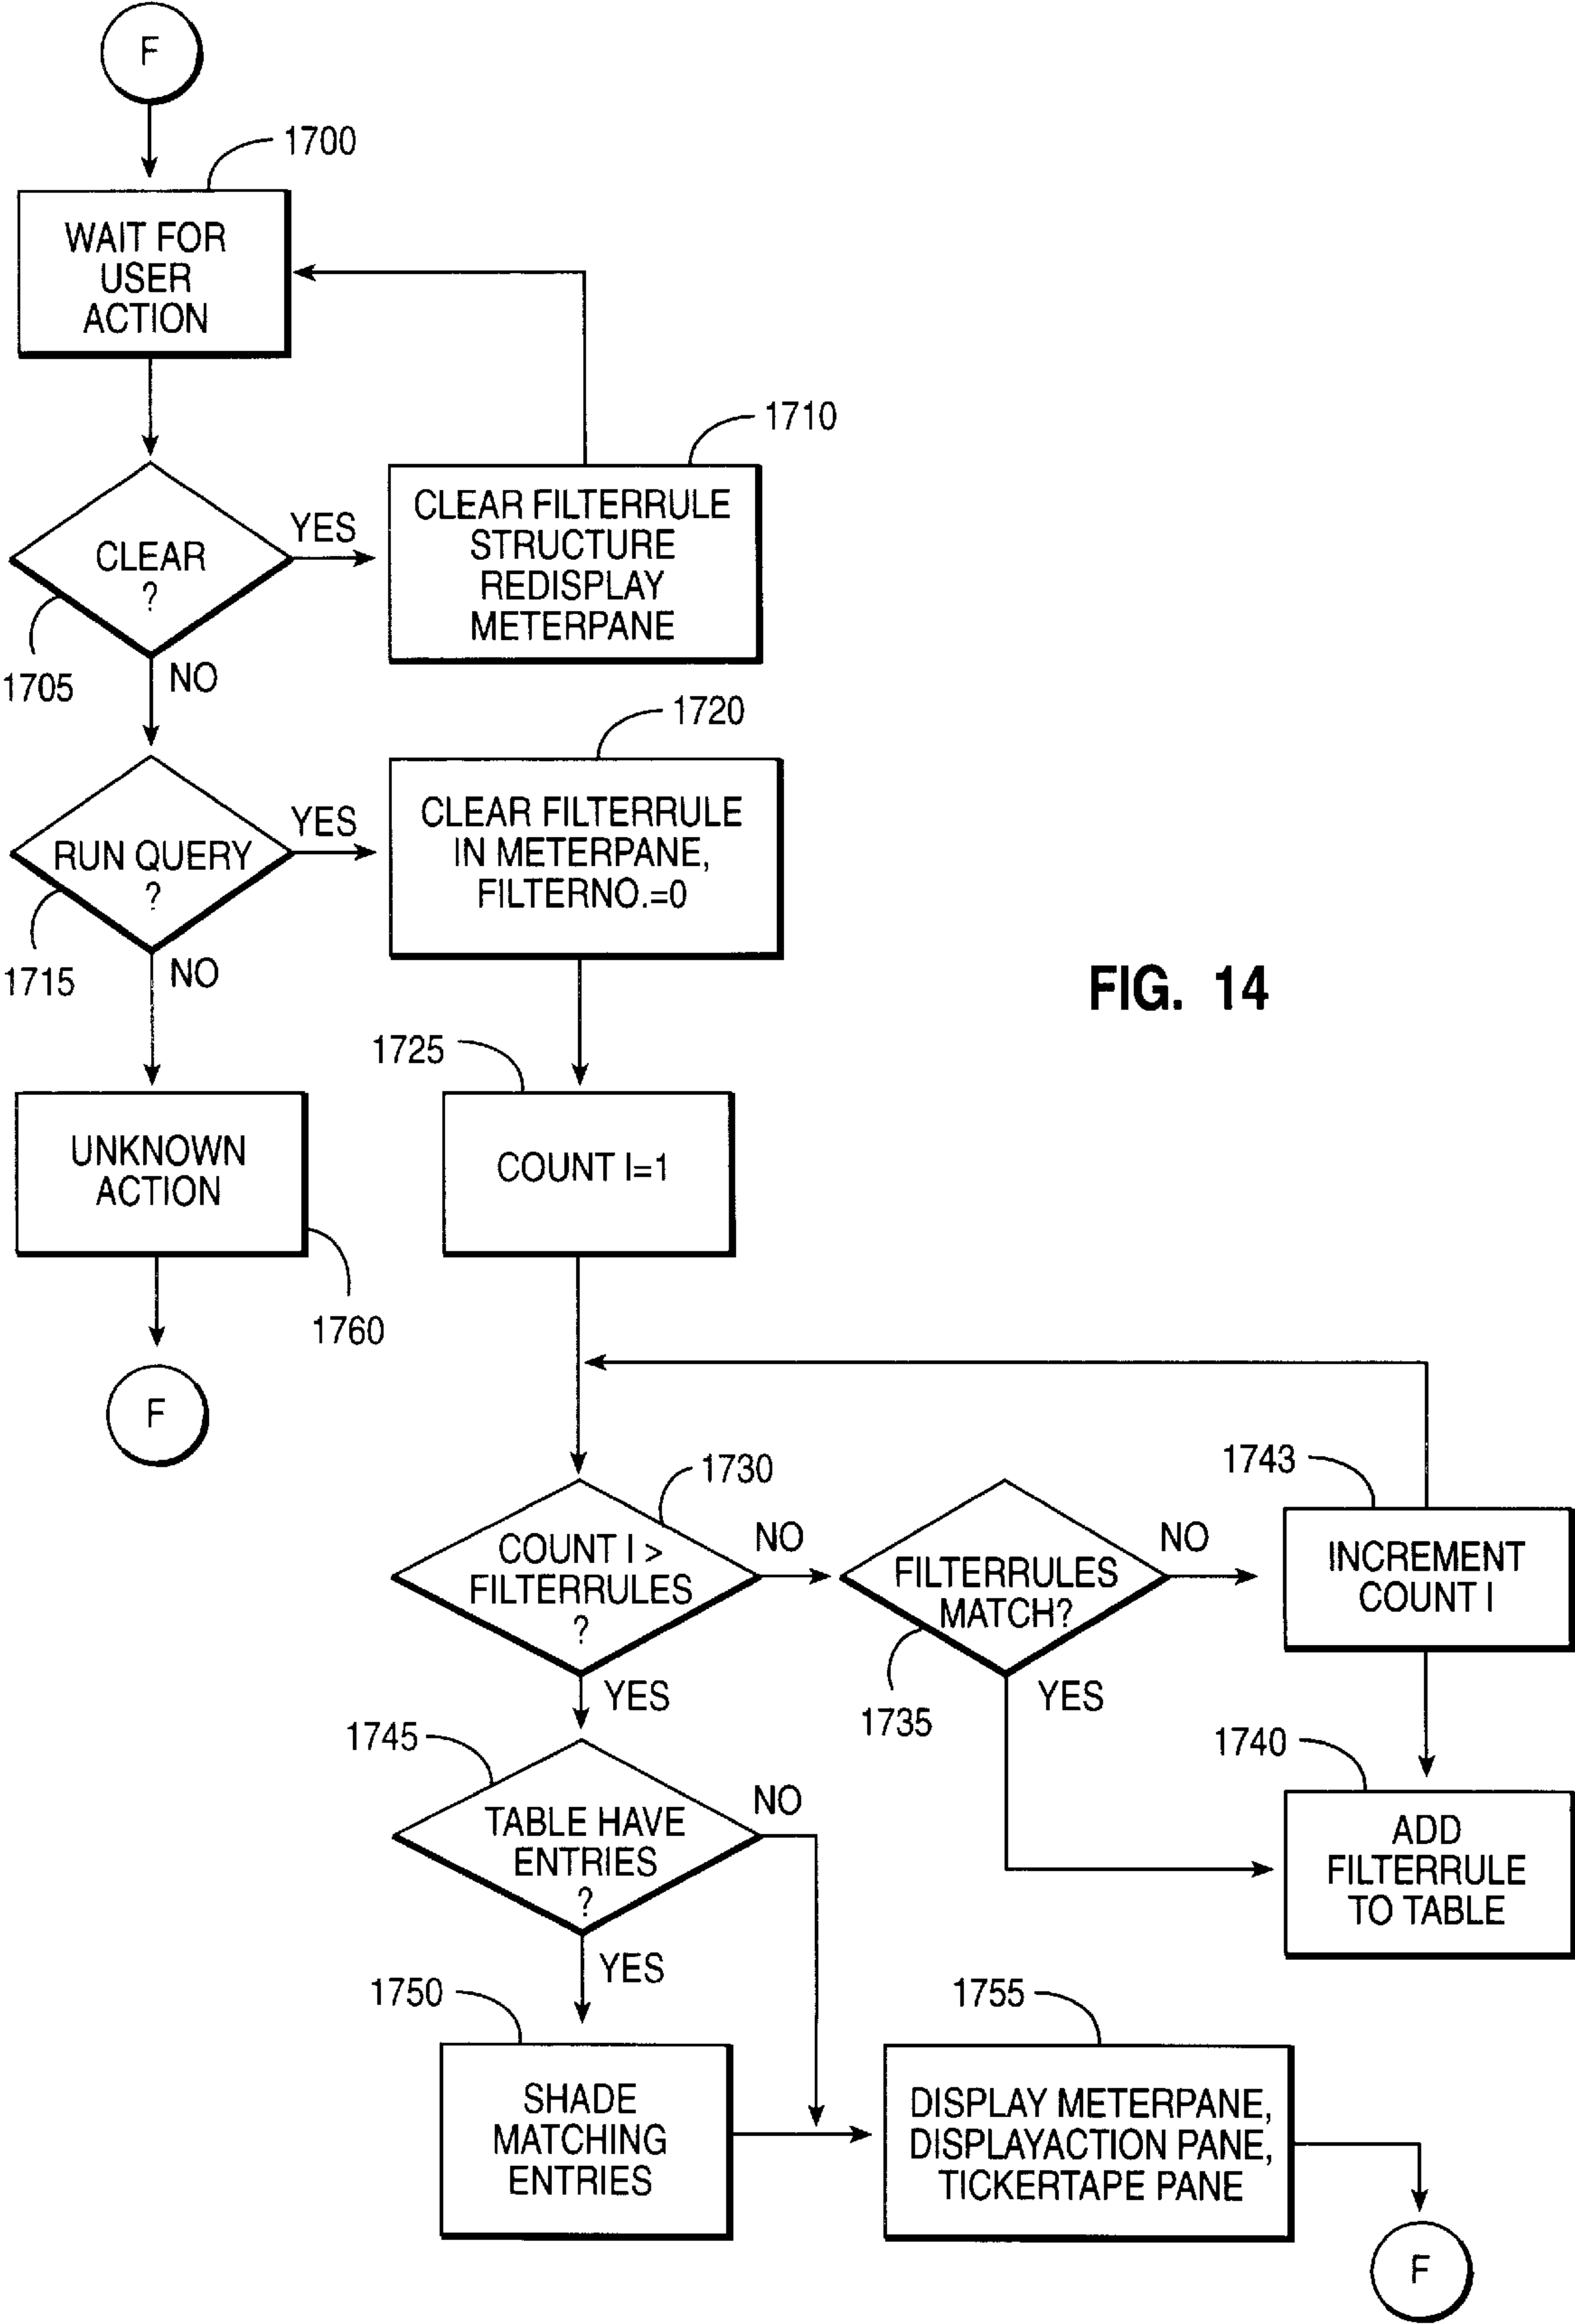 F
1700
WAIT FOR
USER
ACTION
1710
CLEAR
?
YES
CLEAR FILTERRULE
STRUCTURE
REDISPLAY
METERPANE
1705
NO
1720
RUN QUERY
?
YES
CLEAR FILTERRULE
IN METERPANE,
FILTERNO.=0
1715
NO
FIG. 14
1725
UNKNOWN
ACTION
COUNT I=1
1760
F
1730
1743
COUNT I >
FILTERRULES
?
NO
FILTERRULES
MATCH?
NO
INCREMENT
COUNT I
YES
1735
YES
1745
1740
TABLE HAVE
ENTRIES
?
NO
ADD
FILTERRULE
TO TABLE
YES
1750
1755
SHADE
MATCHING
ENTRIES
DISPLAY METERPANE,
DISPLAYACTION PANE,
TICKERTAPE PANE
F